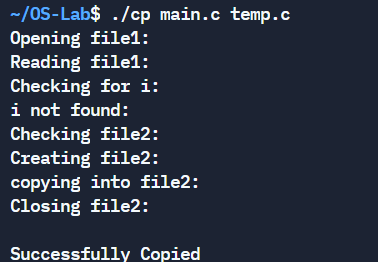 ~/OS-Lab$ ./cp main.c temp.c
Opening file1:
Reading file1:
Checking for i:
i not found:
Checking file2:
Creating file2:
copying into file2:
Closing file2:
Successfully Copied